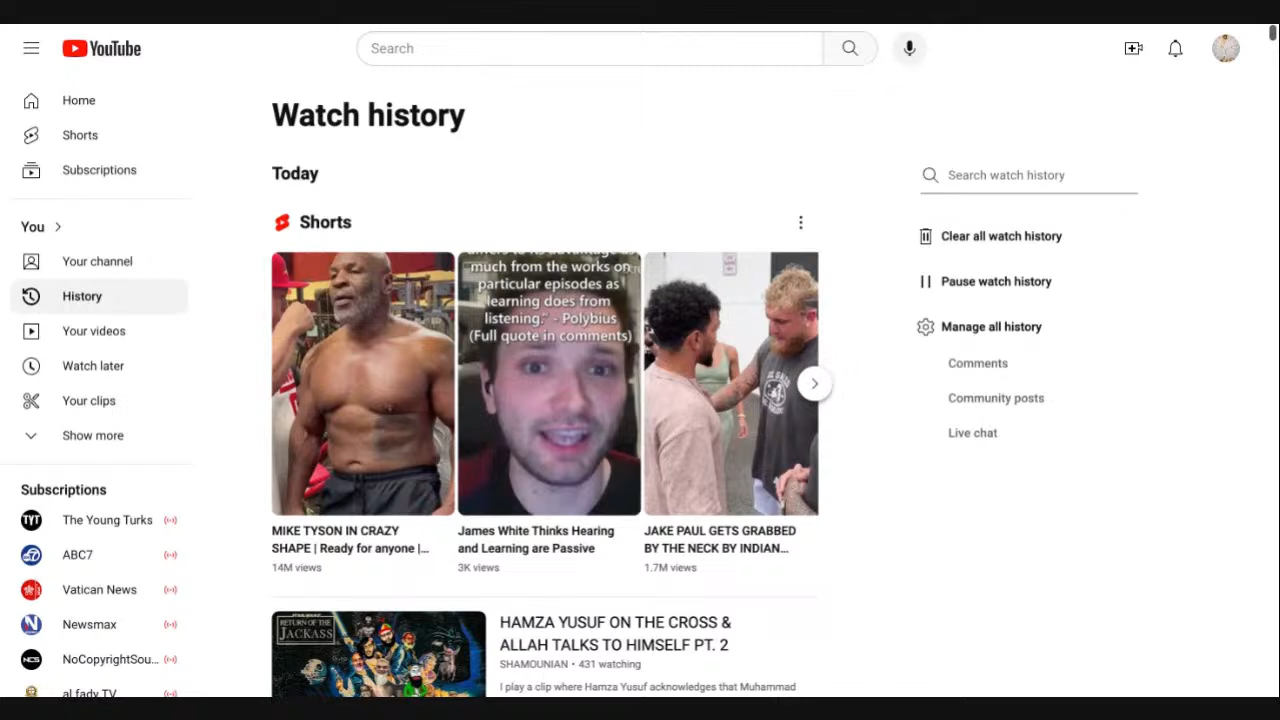 YouTube
Search
Home
Shorts
Subscriptions
You
Your channel
History
Your videos
Watch later
Your clips
Show more
Subscriptions
TYT The Young Turks
ABC7
Vatican News
N Newsmax
NCS NoCopyrightSou...
al fady TV
Watch history
Today
Shorts
much from the works on
particular episodes as
learning does from
listening." - Polybius
(Full quote in comments)
MIKE TYSON IN CRAZY
SHAPE | Ready for anyone |...
14M views
James White Thinks Hearing
and Learning are Passive
3K views
JAKE PAUL GETS GRABBED
BY THE NECK BY INDIAN...
1.7M views
RETURN OF THE
JACKASS
HAMZA YUSUF ON THE CROSS &
ALLAH TALKS TO HIMSELF PT. 2
SHAMOUNIAN • 431 watching
I play a clip where Hamza Yusuf acknowledges that Muhammad
Search watch history
Clear all watch history
Pause watch history
Manage all history
Comments
Community posts
Live chat